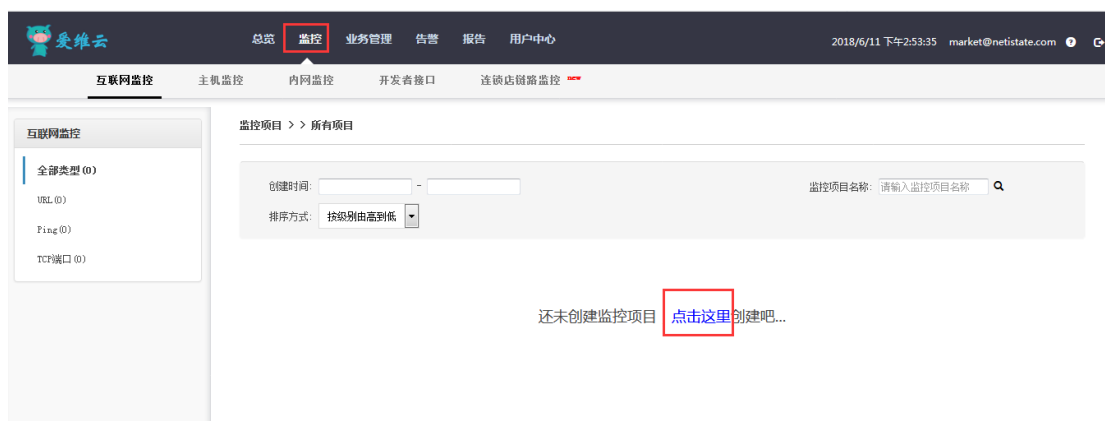 爱维云 总览 监控 业务管理 告警 报告 用户中心 2018/6/11 下午2:53:35 market@netistate.com
互联网监控 主机监控 内网监控 开发者接口 连锁店链路监控 new
互联网监控
全部类型(0)
URL(0)
Ping(0)
TCP端口(0)
监控项目 >> 所有项目
创建时间: - 监控项目名称: 请输入监控项目名称
排序方式: 按级别由高到低
还未创建监控项目 点击这里创建吧...